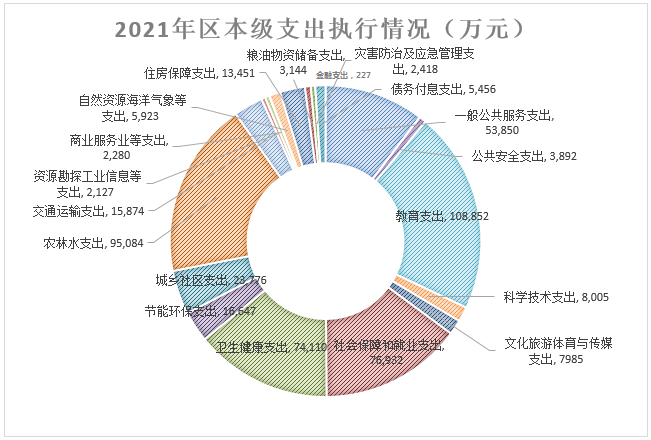 2021年区本级支出执行情况（万元）
粮油物资储备支出,
3,144
灾害防治及应急管理支
出, 2,418
金融支出, 227
住房保障支出, 13,451
债务付息支出, 5,456
自然资源海洋气象等
支出, 5,923
一般公共服务支出,
53,850
商业服务业等支出,
2,280
公共安全支出, 3,892
资源勘探工业信息等
支出, 2,127
交通运输支出, 15,874
教育支出, 108,852
农林水支出, 95,084
城乡社区支出, 23,776
科学技术支出, 8,005
节能环保支出, 16,647
文化旅游体育与传媒
支出, 7985
卫生健康支出, 74,110
社会保障和就业支出,
76,932